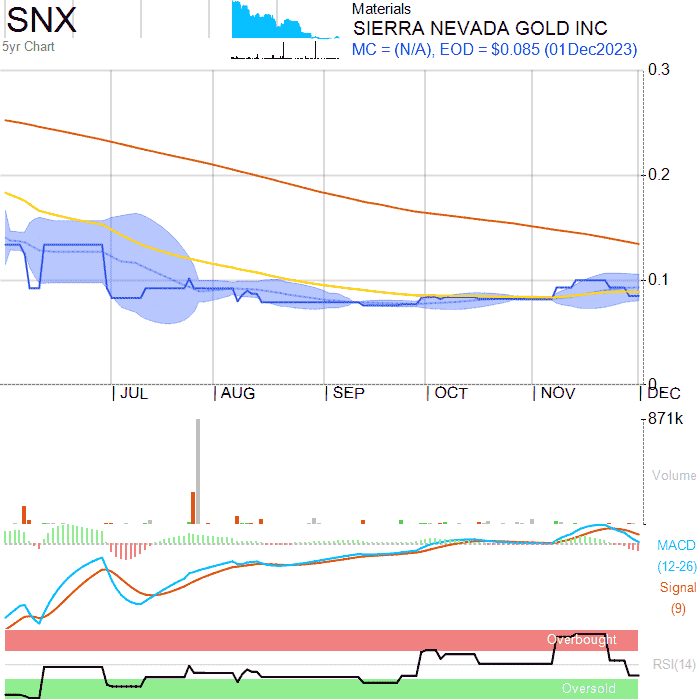 SNX
5yr Chart
Materials
SIERRA NEVADA GOLD INC
MC = (N/A), EOD = $0.085 (01Dec2023)
0.3
0.2
0.1
0
JUL AUG SEP OCT NOV DEC
871k
Volume
MACD
(12-26)
Signal
(9)
Overbought
RSI(14)
Oversold